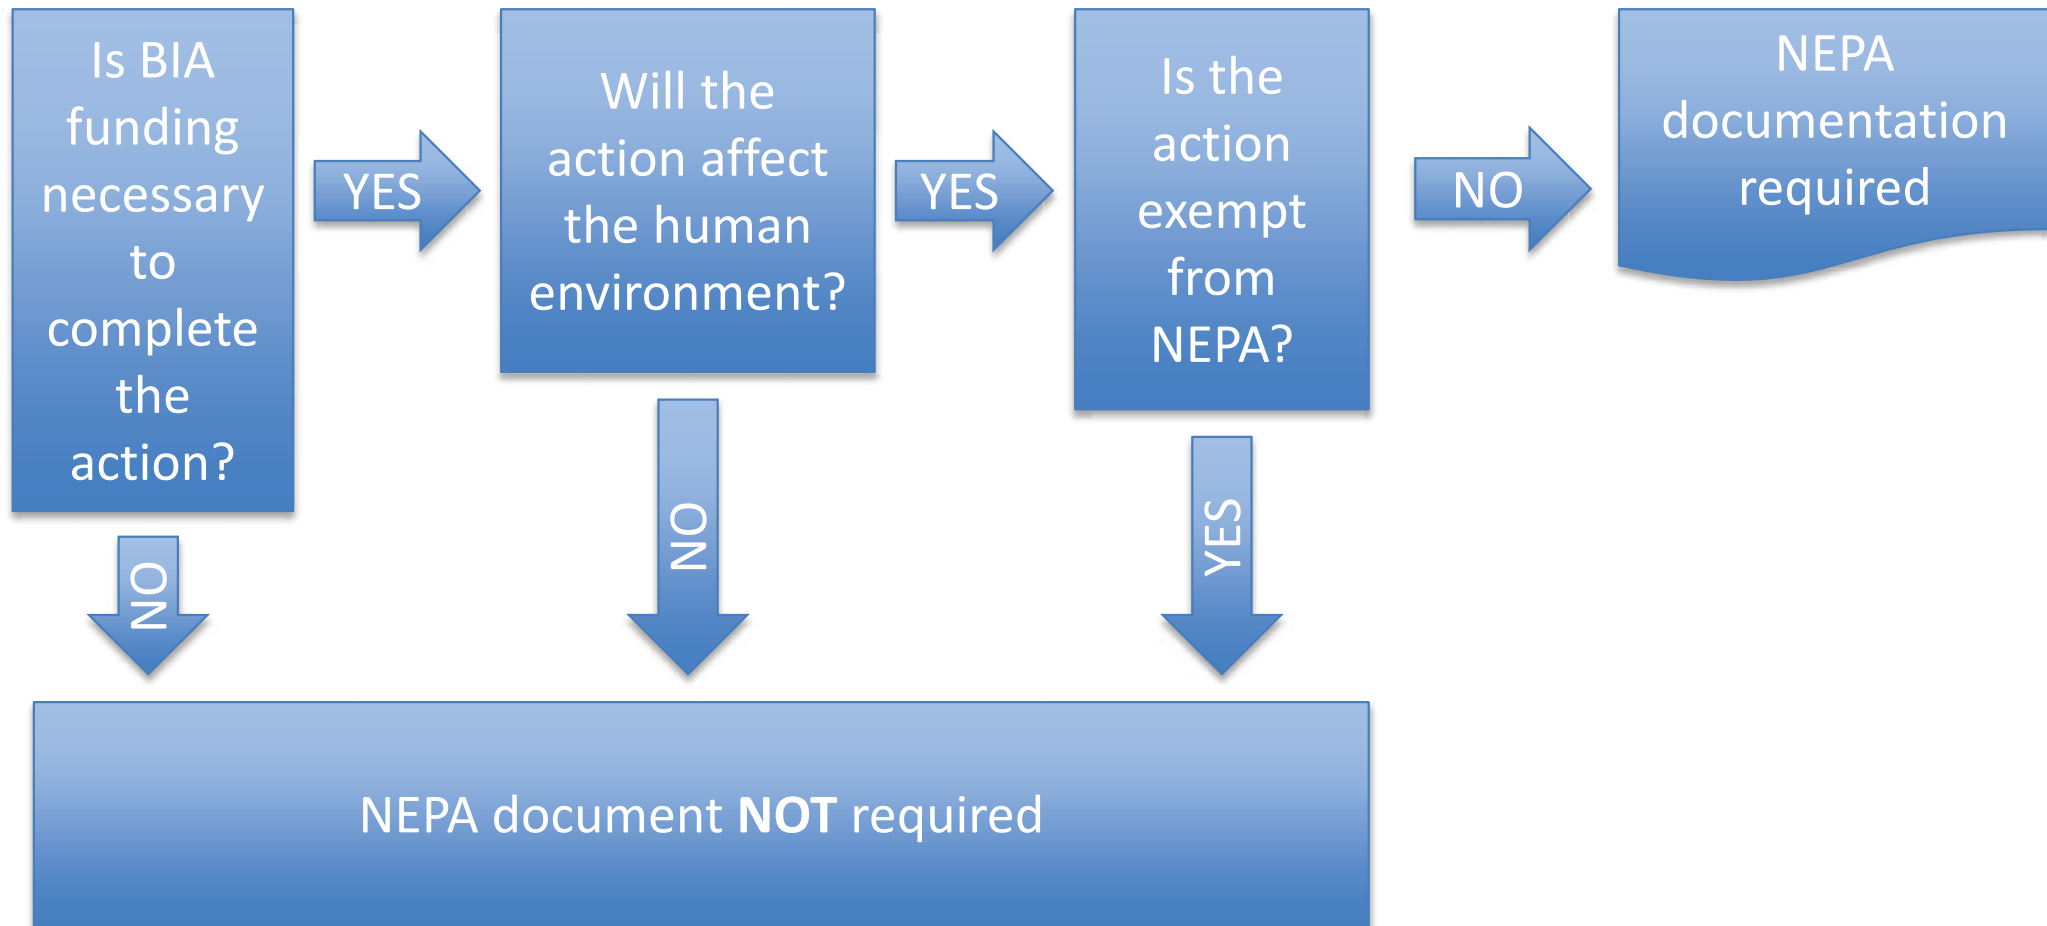 Is BIA
funding
necessary
to
complete
the
action?
YES
Will the
action affect
the human
environment?
YES
Is the
action
exempt
from
NEPA?
NO
NEPA
documentation
required
NO
NO
YES
NEPA document NOT required